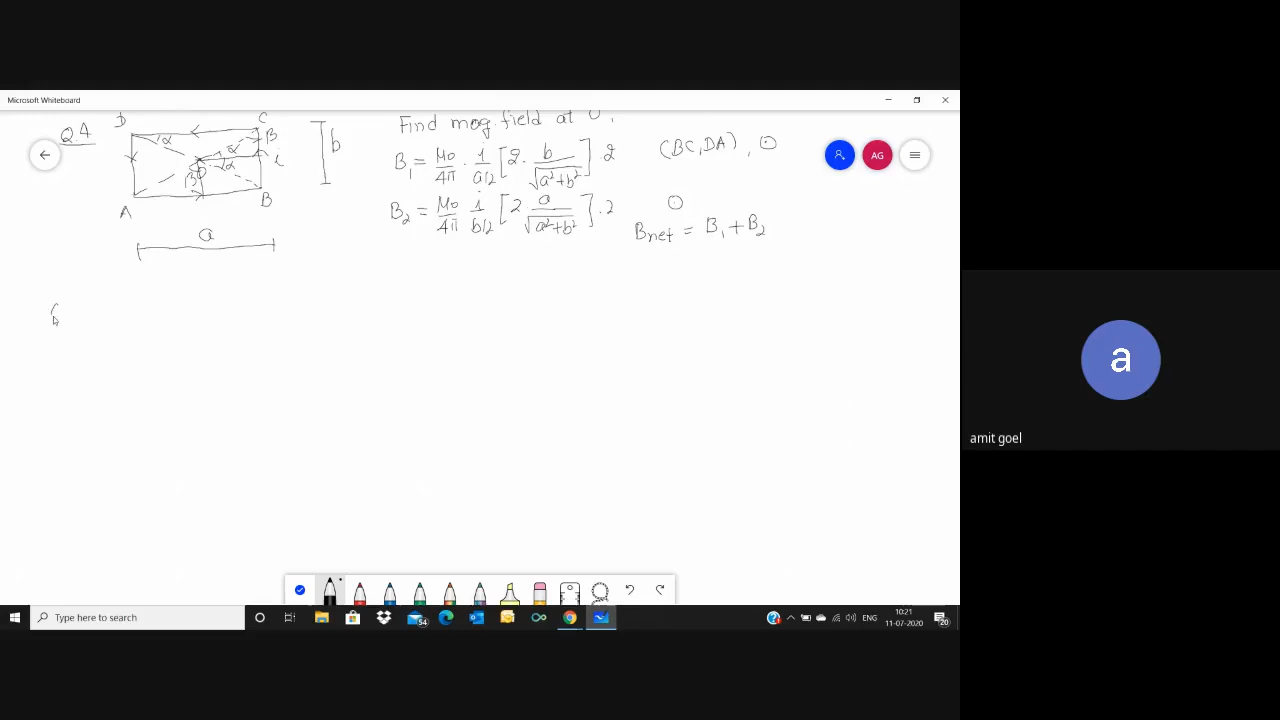 Microsoft Whiteboard
Q4
D
C
Find mag field at O,
α
β
b
i
α
α
O
β
A
B
a
B₁ = μ₀/4π · i/a/2 [2 · b/√a²+b²] · 2
(BC, DA), ⊙
B₂ = μ₀/4π i/b/2 [2 a/√a²+b²] · 2
⊙
Bnet = B₁ + B₂
AG
a
amit goel
Type here to search
54
ENG
10:21
11-07-2020
20